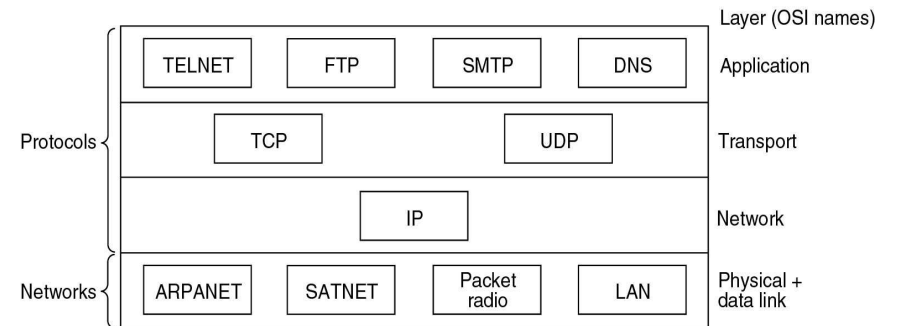 Layer (OSI names)
TELNET FTP SMTP DNS Application
Protocols TCP UDP Transport
IP Network
Networks ARPANET SATNET Packet radio LAN Physical + data link